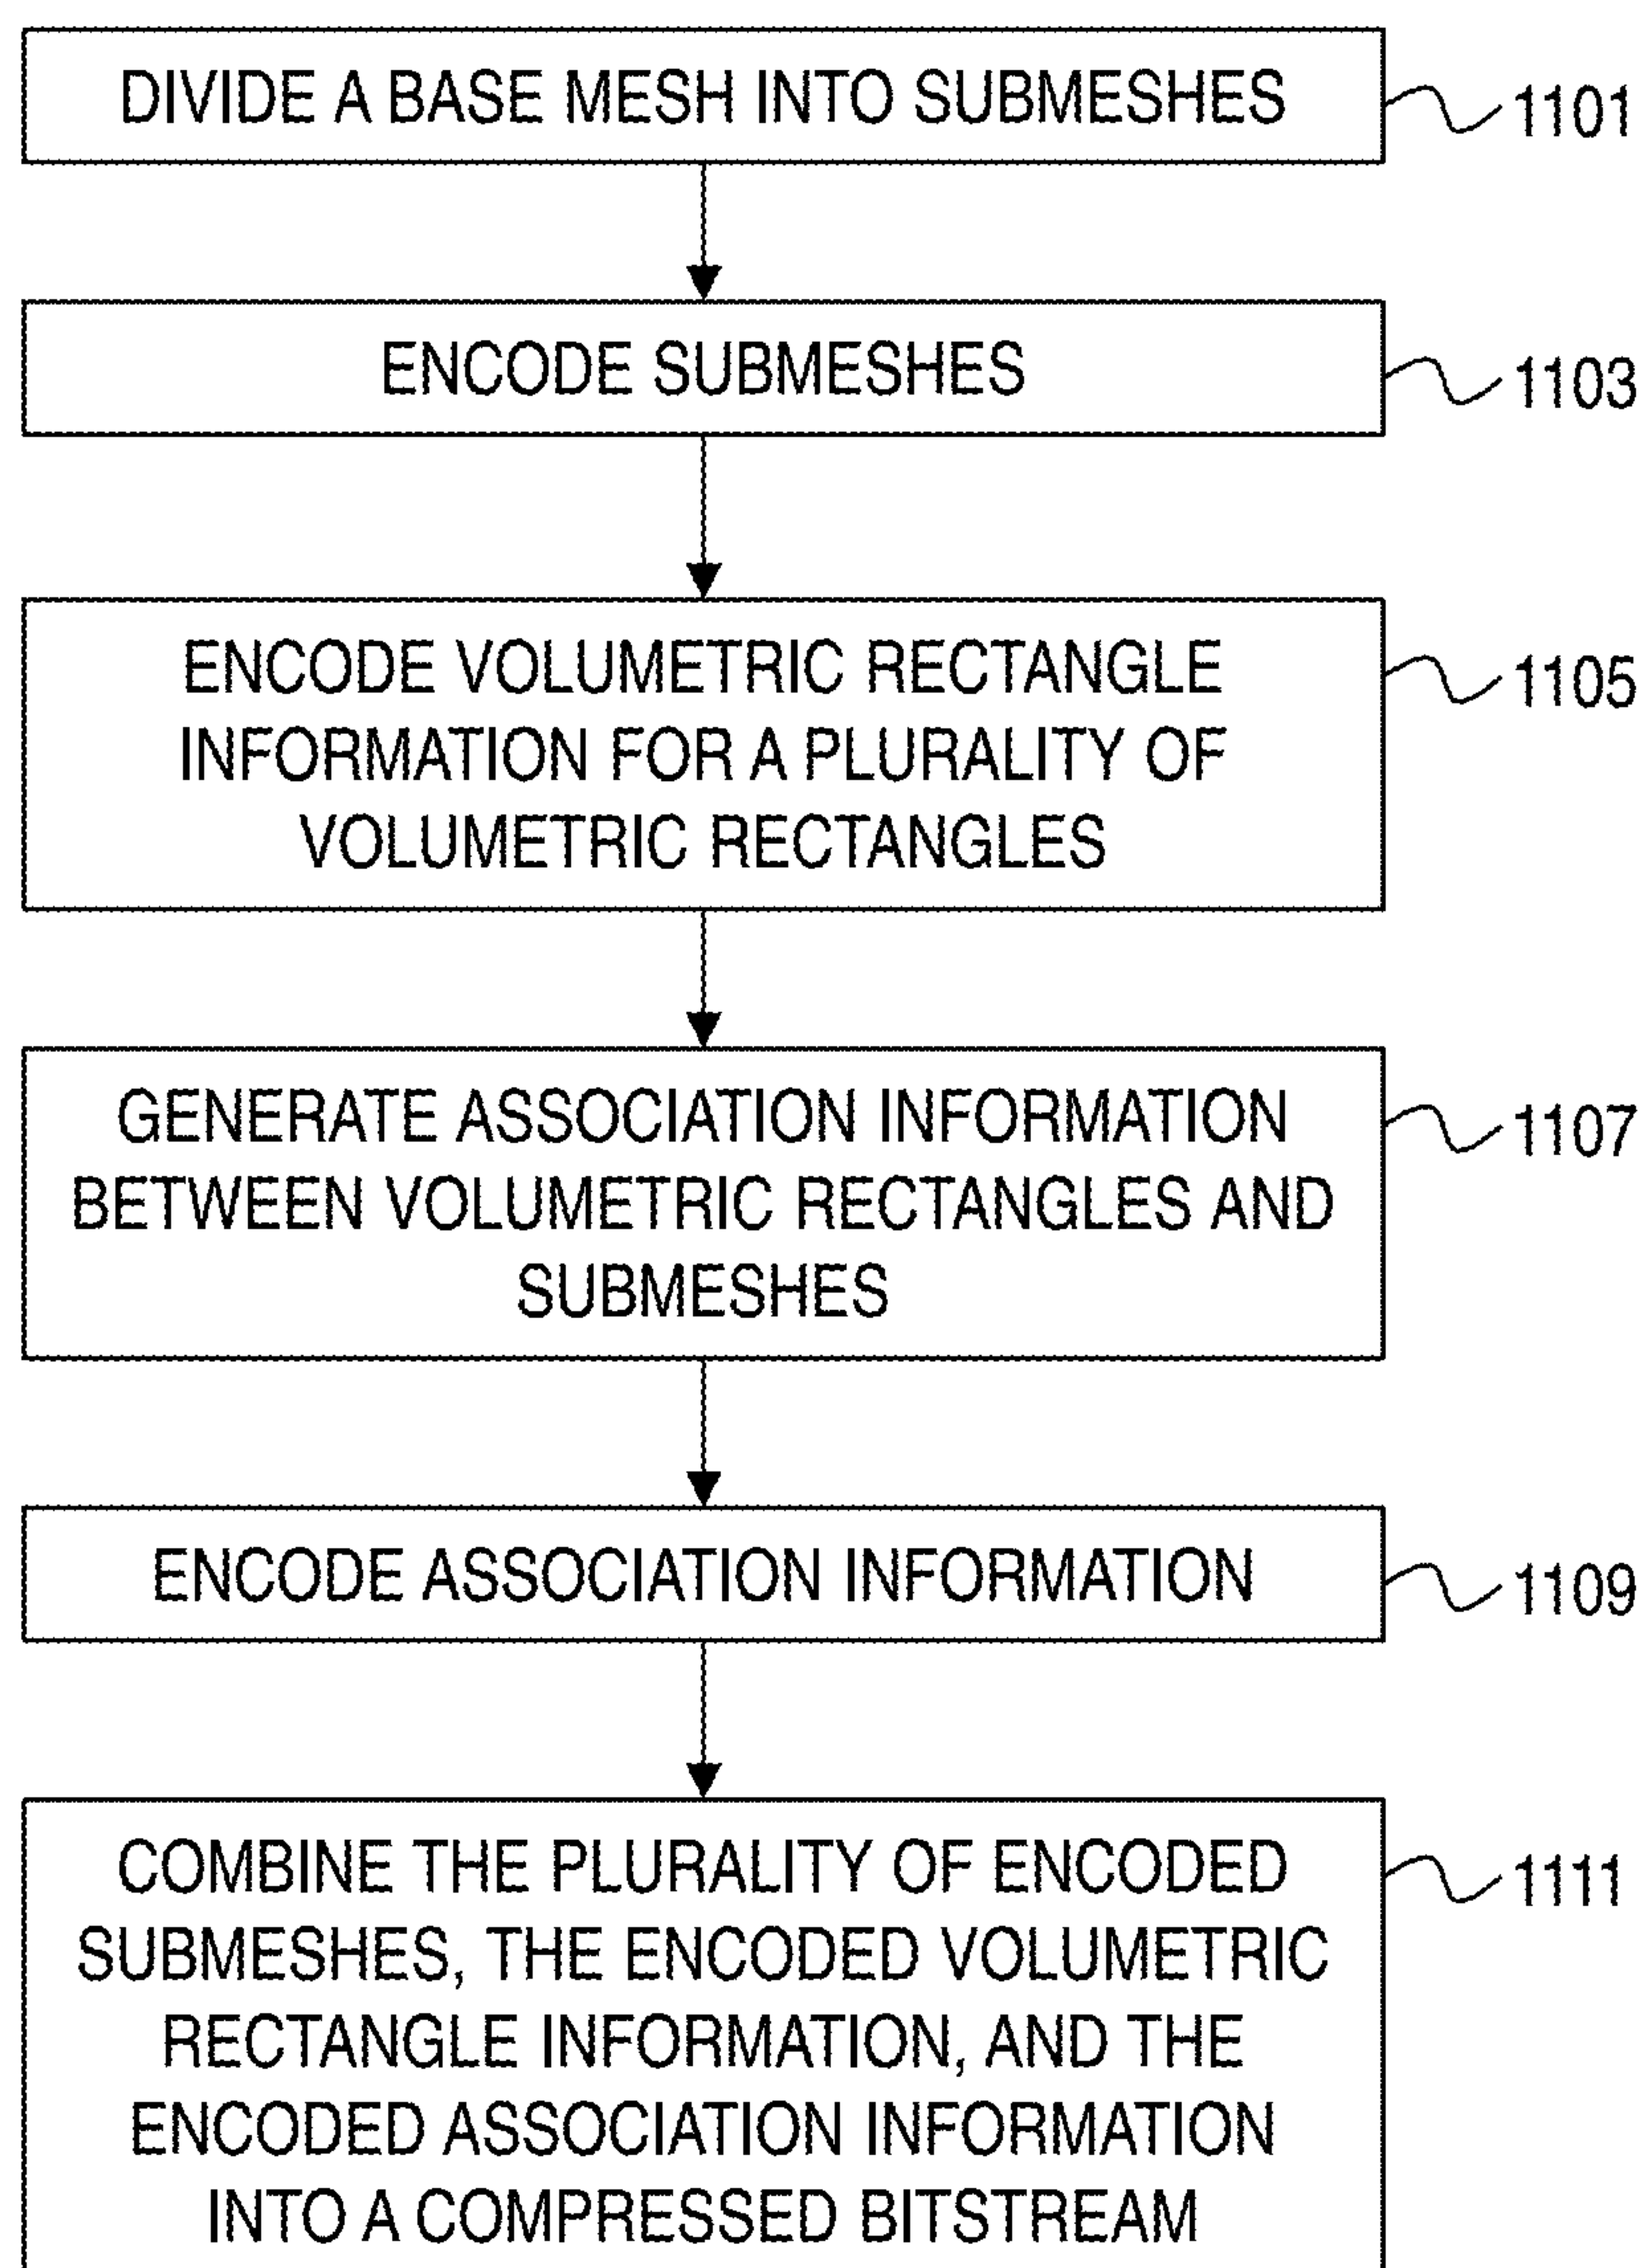 DIVIDE A BASE MESH INTO SUBMESHES
1101
ENCODE SUBMESHES
1103
ENCODE VOLUMETRIC RECTANGLE
INFORMATION FOR A PLURALITY OF
VOLUMETRIC RECTANGLES
1105
GENERATE ASSOCIATION INFORMATION
BETWEEN VOLUMETRIC RECTANGLES AND
SUBMESHES
1107
ENCODE ASSOCIATION INFORMATION
1109
COMBINE THE PLURALITY OF ENCODED
SUBMESHES, THE ENCODED VOLUMETRIC
RECTANGLE INFORMATION, AND THE
ENCODED ASSOCIATION INFORMATION
INTO A COMPRESSED BITSTREAM
1111